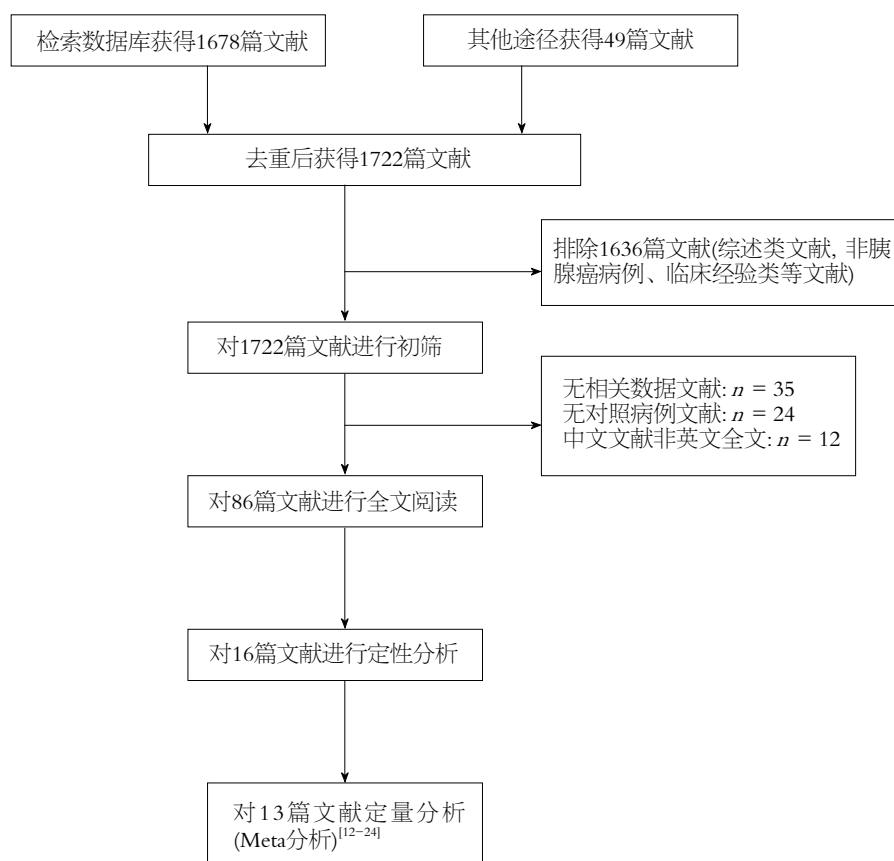 检索数据库获得1678篇文献
其他途径获得49篇文献
去重后获得1722篇文献
排除1636篇文献(综述类文献, 非胰
腺癌病例、临床经验类等文献)
对1722篇文献进行初筛
无相关数据文献: n = 35
无对照病例文献: n = 24
中文文献非英文全文: n = 12
对86篇文献进行全文阅读
对16篇文献进行定性分析
对13篇文献定量分析
(Meta分析)[12-24]